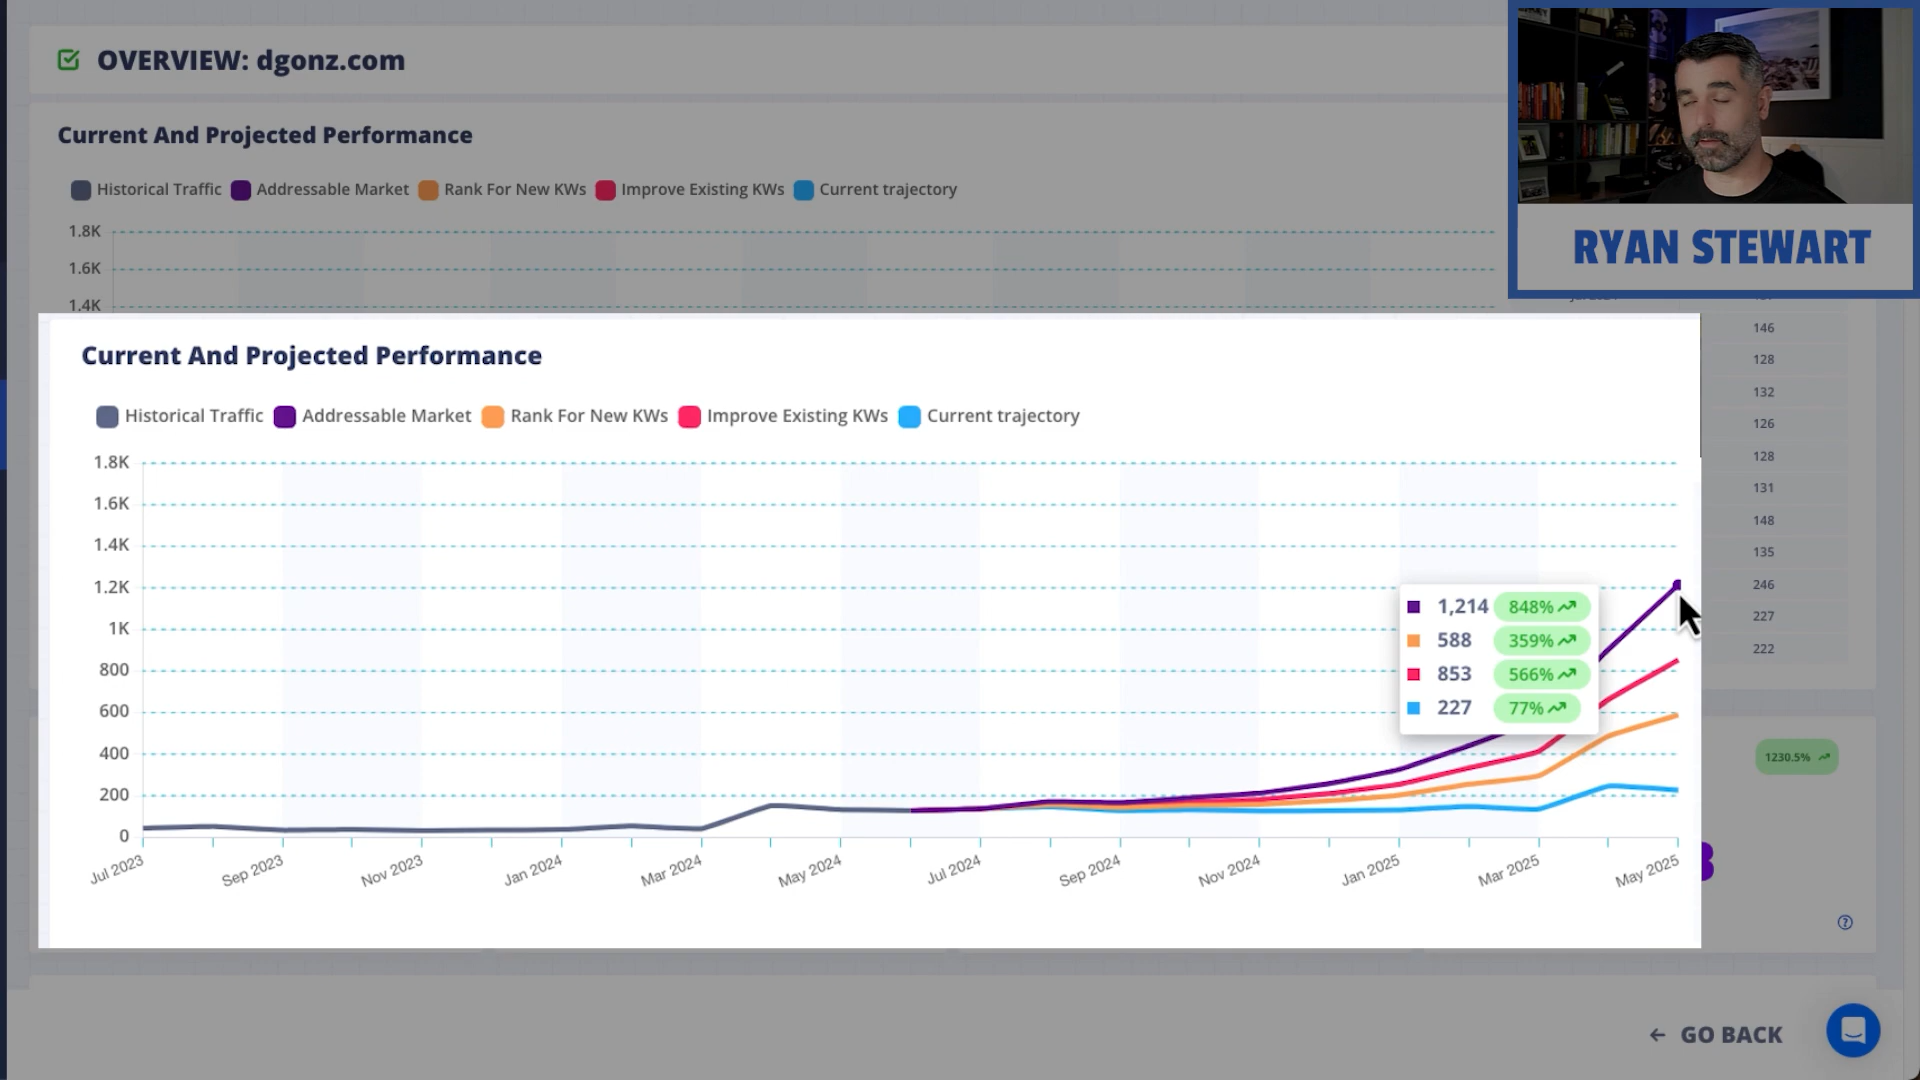 OVERVIEW: dgonz.com
Current And Projected Performance
Historical Traffic Addressable Market Rank For New KWs Improve Existing KWs Current trajectory
1.8K
1.6K
1.4K
RYAN STEWART
Current And Projected Performance
Historical Traffic Addressable Market Rank For New KWs Improve Existing KWs Current trajectory
1.8K
1.6K
1.4K
1.2K
1K
800
600
400
200
0
1,214 848%
588 359%
853 566%
227 77%
Jul 2023 Sep 2023 Nov 2023 Jan 2024 Mar 2024 May 2024 Jul 2024 Sep 2024 Nov 2024 Jan 2025 Mar 2025 May 2025
146
128
132
126
128
131
148
135
246
227
222
1230.5%
?
← GO BACK